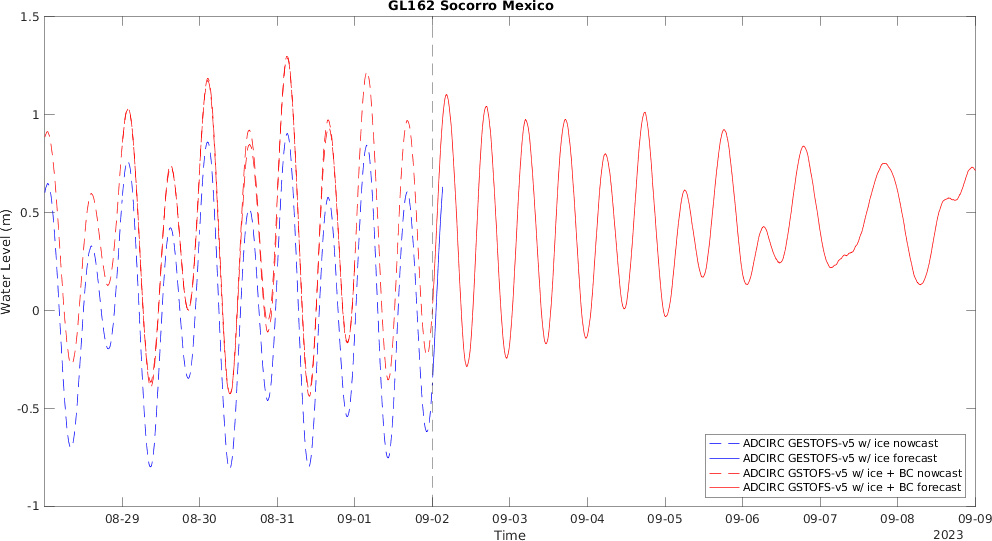 GL162 Socorro Mexico
1.5
1
0.5
0
-0.5
-1
Water Level (m)
ADCIRC GESTOFS-v5 w/ ice nowcast
ADCIRC GESTOFS-v5 w/ ice forecast
ADCIRC GSTOFS-v5 w/ ice + BC nowcast
ADCIRC GSTOFS-v5 w/ ice + BC forecast
08-29 08-30 08-31 09-01 09-02 09-03 09-04 09-05 09-06 09-07 09-08 09-09
Time
2023